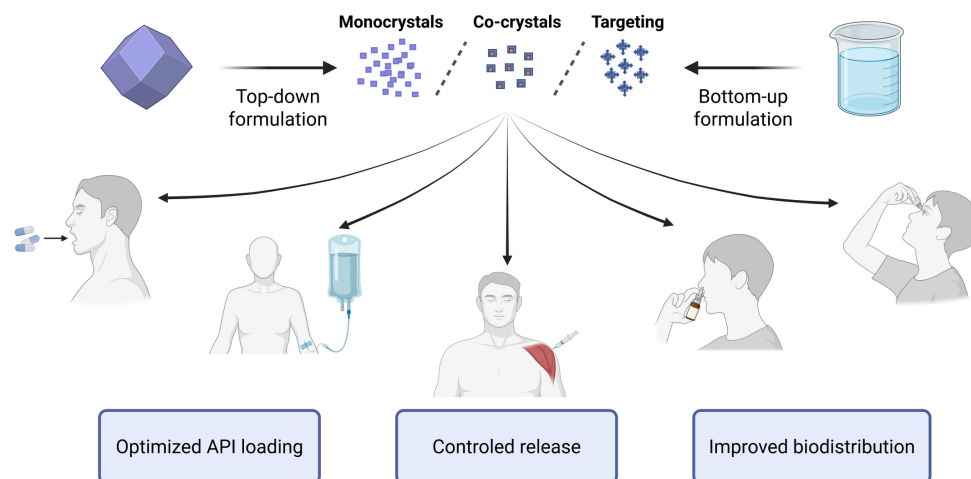 Monocrystals
Co-crystals
Targeting
Top-down
formulation
Bottom-up
formulation
Optimized API loading
Controled release
Improved biodistribution